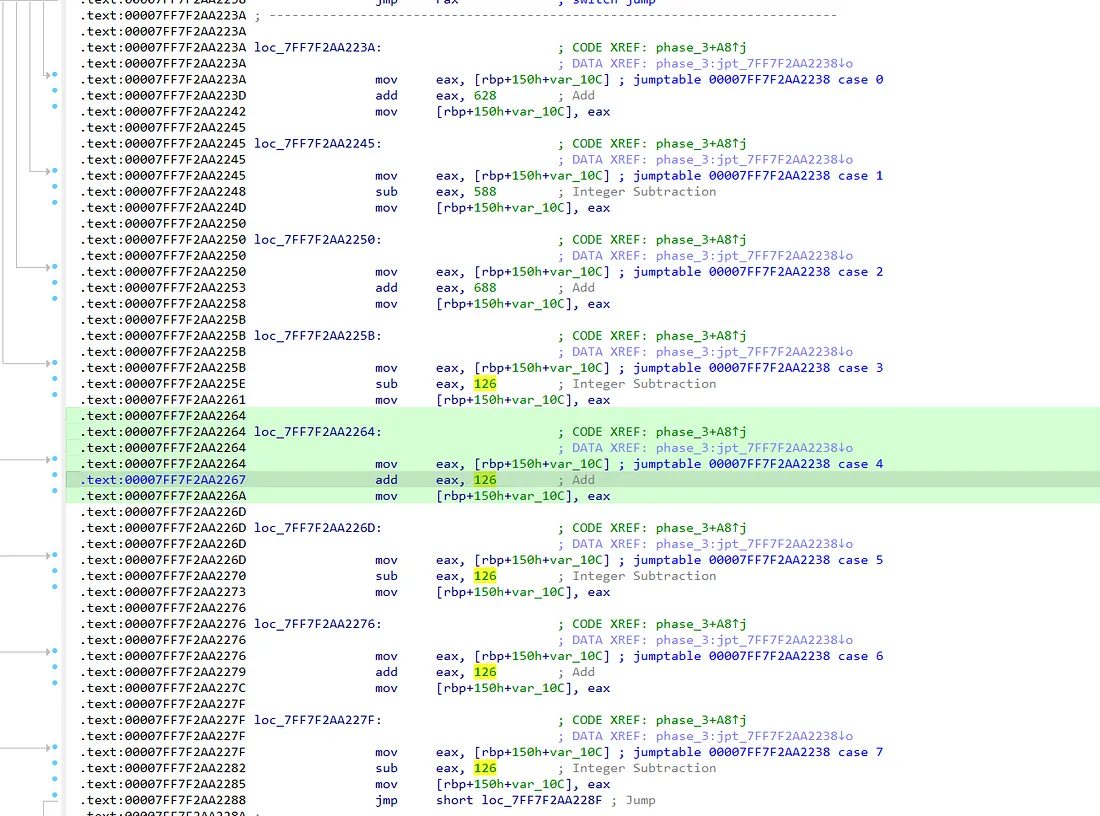 .text:00007FF7F2AA2238 jmp rax ; switch jump
.text:00007FF7F2AA223A ; ---------------------------------------------------------------------------
.text:00007FF7F2AA223A
.text:00007FF7F2AA223A loc_7FF7F2AA223A: ; CODE XREF: phase_3+A8↑j
.text:00007FF7F2AA223A ; DATA XREF: phase_3:jpt_7FF7F2AA2238↓o
.text:00007FF7F2AA223A mov eax, [rbp+150h+var_10C] ; jumptable 00007FF7F2AA2238 case 0
.text:00007FF7F2AA223D add eax, 628 ; Add
.text:00007FF7F2AA2242 mov [rbp+150h+var_10C], eax
.text:00007FF7F2AA2245
.text:00007FF7F2AA2245 loc_7FF7F2AA2245: ; CODE XREF: phase_3+A8↑j
.text:00007FF7F2AA2245 ; DATA XREF: phase_3:jpt_7FF7F2AA2238↓o
.text:00007FF7F2AA2245 mov eax, [rbp+150h+var_10C] ; jumptable 00007FF7F2AA2238 case 1
.text:00007FF7F2AA2248 sub eax, 588 ; Integer Subtraction
.text:00007FF7F2AA224D mov [rbp+150h+var_10C], eax
.text:00007FF7F2AA2250
.text:00007FF7F2AA2250 loc_7FF7F2AA2250: ; CODE XREF: phase_3+A8↑j
.text:00007FF7F2AA2250 ; DATA XREF: phase_3:jpt_7FF7F2AA2238↓o
.text:00007FF7F2AA2250 mov eax, [rbp+150h+var_10C] ; jumptable 00007FF7F2AA2238 case 2
.text:00007FF7F2AA2253 add eax, 688 ; Add
.text:00007FF7F2AA2258 mov [rbp+150h+var_10C], eax
.text:00007FF7F2AA225B
.text:00007FF7F2AA225B loc_7FF7F2AA225B: ; CODE XREF: phase_3+A8↑j
.text:00007FF7F2AA225B ; DATA XREF: phase_3:jpt_7FF7F2AA2238↓o
.text:00007FF7F2AA225B mov eax, [rbp+150h+var_10C] ; jumptable 00007FF7F2AA2238 case 3
.text:00007FF7F2AA225E sub eax, 126 ; Integer Subtraction
.text:00007FF7F2AA2261 mov [rbp+150h+var_10C], eax
.text:00007FF7F2AA2264
.text:00007FF7F2AA2264 loc_7FF7F2AA2264: ; CODE XREF: phase_3+A8↑j
.text:00007FF7F2AA2264 ; DATA XREF: phase_3:jpt_7FF7F2AA2238↓o
.text:00007FF7F2AA2264 mov eax, [rbp+150h+var_10C] ; jumptable 00007FF7F2AA2238 case 4
.text:00007FF7F2AA2267 add eax, 126 ; Add
.text:00007FF7F2AA226A mov [rbp+150h+var_10C], eax
.text:00007FF7F2AA226D
.text:00007FF7F2AA226D loc_7FF7F2AA226D: ; CODE XREF: phase_3+A8↑j
.text:00007FF7F2AA226D ; DATA XREF: phase_3:jpt_7FF7F2AA2238↓o
.text:00007FF7F2AA226D mov eax, [rbp+150h+var_10C] ; jumptable 00007FF7F2AA2238 case 5
.text:00007FF7F2AA2270 sub eax, 126 ; Integer Subtraction
.text:00007FF7F2AA2273 mov [rbp+150h+var_10C], eax
.text:00007FF7F2AA2276
.text:00007FF7F2AA2276 loc_7FF7F2AA2276: ; CODE XREF: phase_3+A8↑j
.text:00007FF7F2AA2276 ; DATA XREF: phase_3:jpt_7FF7F2AA2238↓o
.text:00007FF7F2AA2276 mov eax, [rbp+150h+var_10C] ; jumptable 00007FF7F2AA2238 case 6
.text:00007FF7F2AA2279 add eax, 126 ; Add
.text:00007FF7F2AA227C mov [rbp+150h+var_10C], eax
.text:00007FF7F2AA227F
.text:00007FF7F2AA227F loc_7FF7F2AA227F: ; CODE XREF: phase_3+A8↑j
.text:00007FF7F2AA227F ; DATA XREF: phase_3:jpt_7FF7F2AA2238↓o
.text:00007FF7F2AA227F mov eax, [rbp+150h+var_10C] ; jumptable 00007FF7F2AA2238 case 7
.text:00007FF7F2AA2282 sub eax, 126 ; Integer Subtraction
.text:00007FF7F2AA2285 mov [rbp+150h+var_10C], eax
.text:00007FF7F2AA2288 jmp short loc_7FF7F2AA228F ; Jump
.text:00007FF7F2AA228A ;